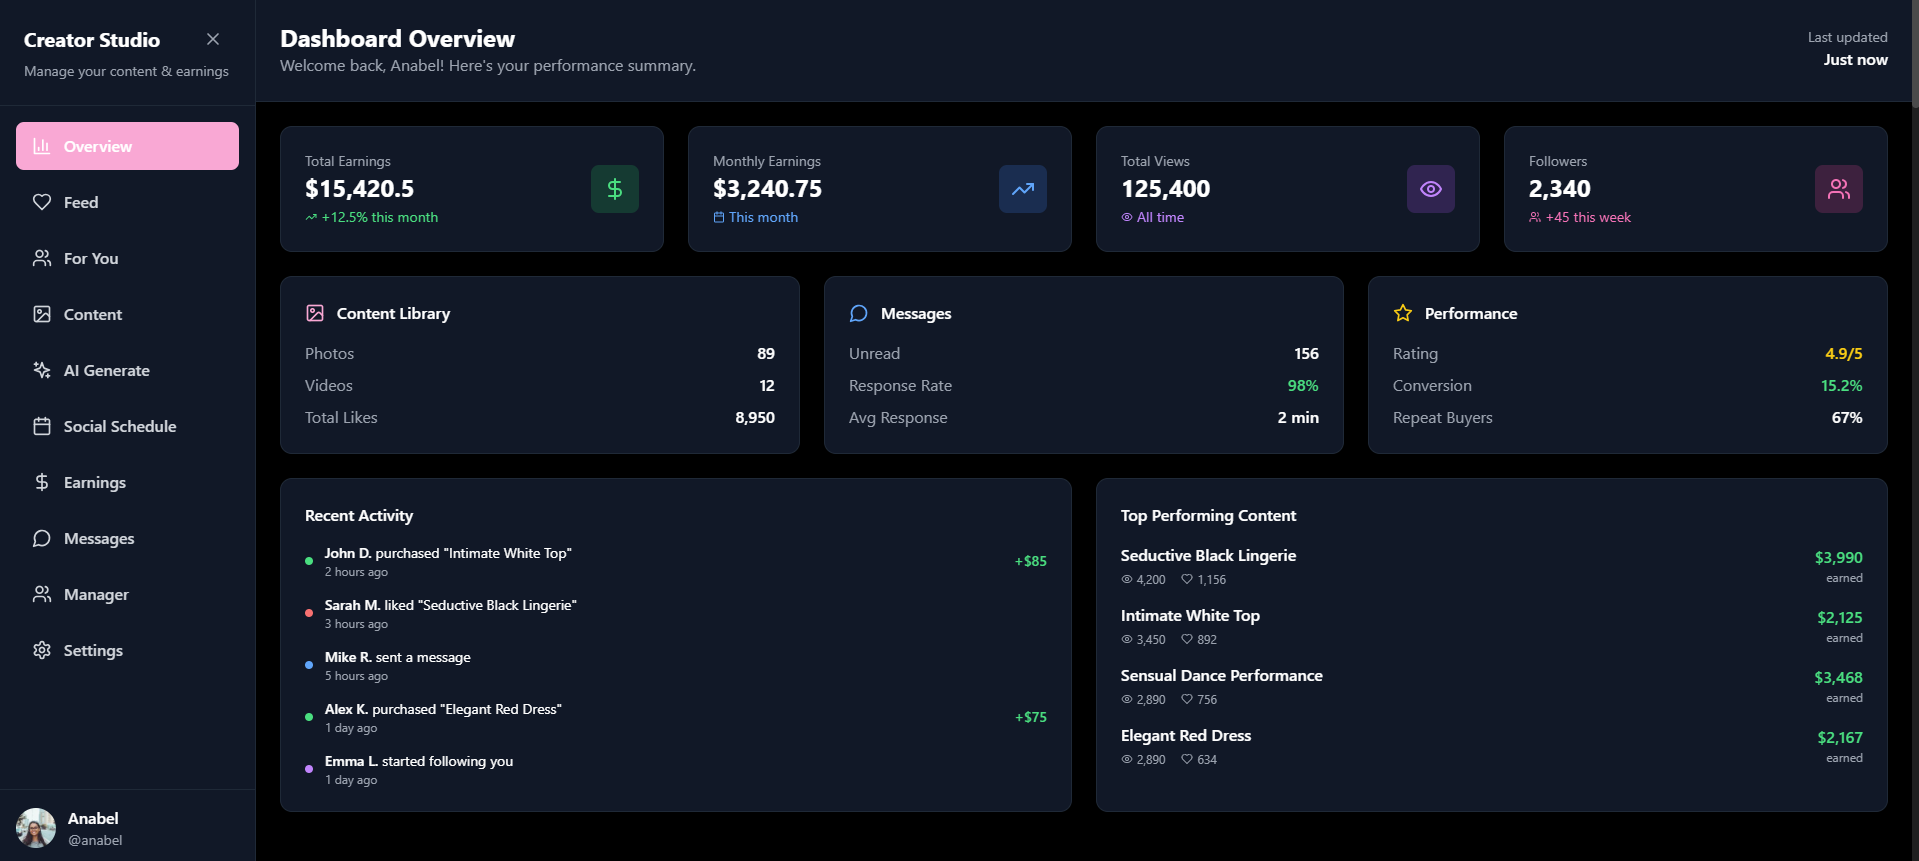 Creator Studio
Manage your content & earnings
Overview
Feed
For You
Content
AI Generate
Social Schedule
Earnings
Messages
Manager
Settings
Anabel
@anabel
Dashboard Overview
Welcome back, Anabel! Here's your performance summary.
Last updated
Just now
Total Earnings
$15,420.5
+12.5% this month
Monthly Earnings
$3,240.75
This month
Total Views
125,400
All time
Followers
2,340
+45 this week
Content Library
Photos 89
Videos 12
Total Likes 8,950
Messages
Unread 156
Response Rate 98%
Avg Response 2 min
Performance
Rating 4.9/5
Conversion 15.2%
Repeat Buyers 67%
Recent Activity
John D. purchased "Intimate White Top"
2 hours ago
+$85
Sarah M. liked "Seductive Black Lingerie"
3 hours ago
Mike R. sent a message
5 hours ago
Alex K. purchased "Elegant Red Dress"
1 day ago
+$75
Emma L. started following you
1 day ago
Top Performing Content
Seductive Black Lingerie
4,200 1,156
$3,990
earned
Intimate White Top
3,450 892
$2,125
earned
Sensual Dance Performance
2,890 756
$3,468
earned
Elegant Red Dress
2,890 634
$2,167
earned